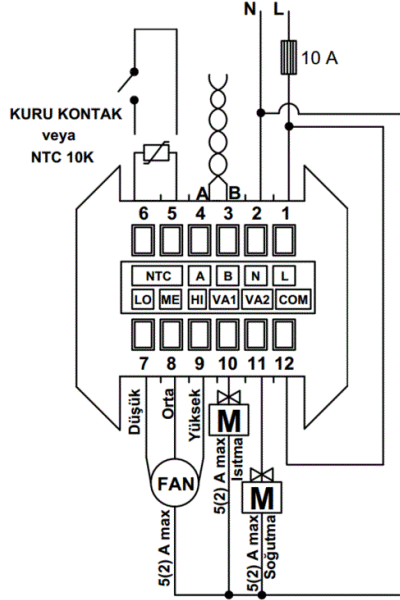 N L
10 A
KURU KONTAK
veya
NTC 10K
A B
6 5 4 3 2 1
NTC A B N L
LO ME HI VA1 VA2 COM
7 8 9 10 11 12
Düşük
Orta
Yüksek
M
5(2) A max
Isıtma
FAN
5(2) A max
M
5(2) A max
Soğutma